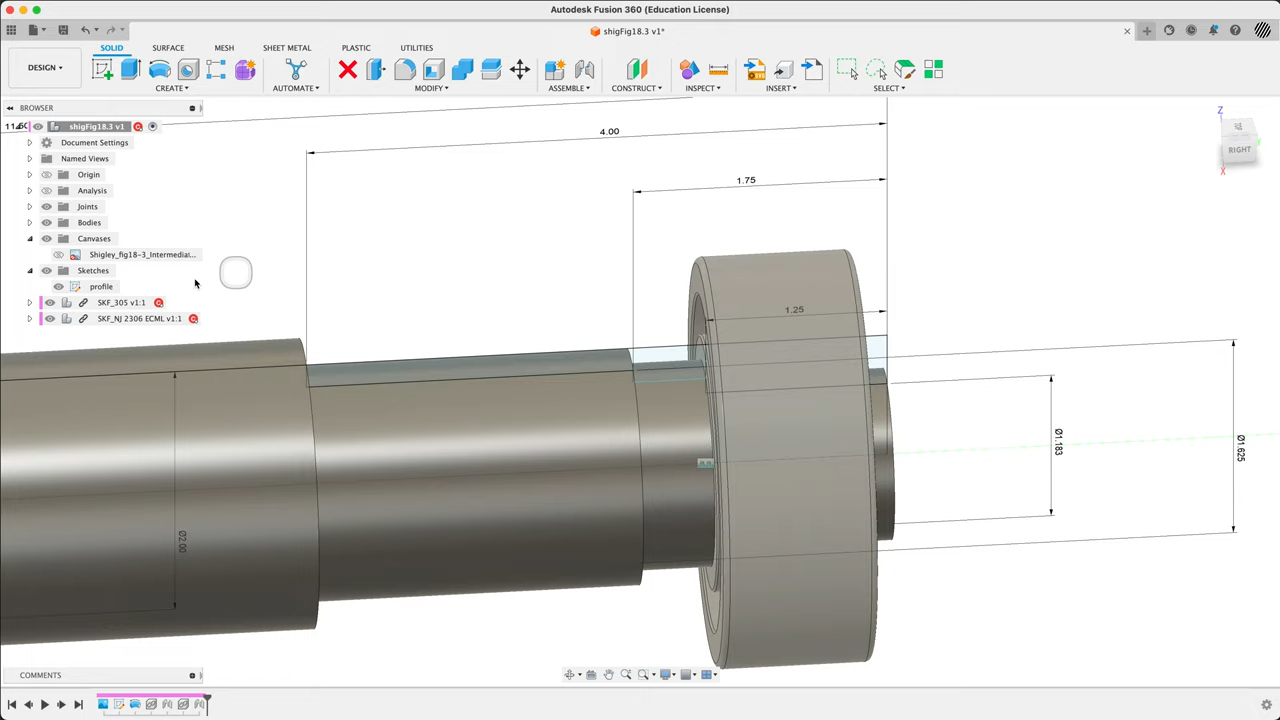 Autodesk Fusion 360 (Education License)
shigFig18.3 v1*
DESIGN
SOLID SURFACE MESH SHEET METAL PLASTIC UTILITIES
CREATE AUTOMATE MODIFY ASSEMBLE CONSTRUCT INSPECT INSERT SELECT
BROWSER
shigFig18.3 v1
Document Settings
Named Views
Origin
Analysis
Joints
Bodies
Canvases
Shigley_fig18-3_Intermedia...
Sketches
profile
SKF_305 v1:1
SKF_NJ 2306 ECML v1:1
4.00
1.75
1.25
Ø2.00
Ø1.183
Ø1.625
Z
RIGHT
X
COMMENTS